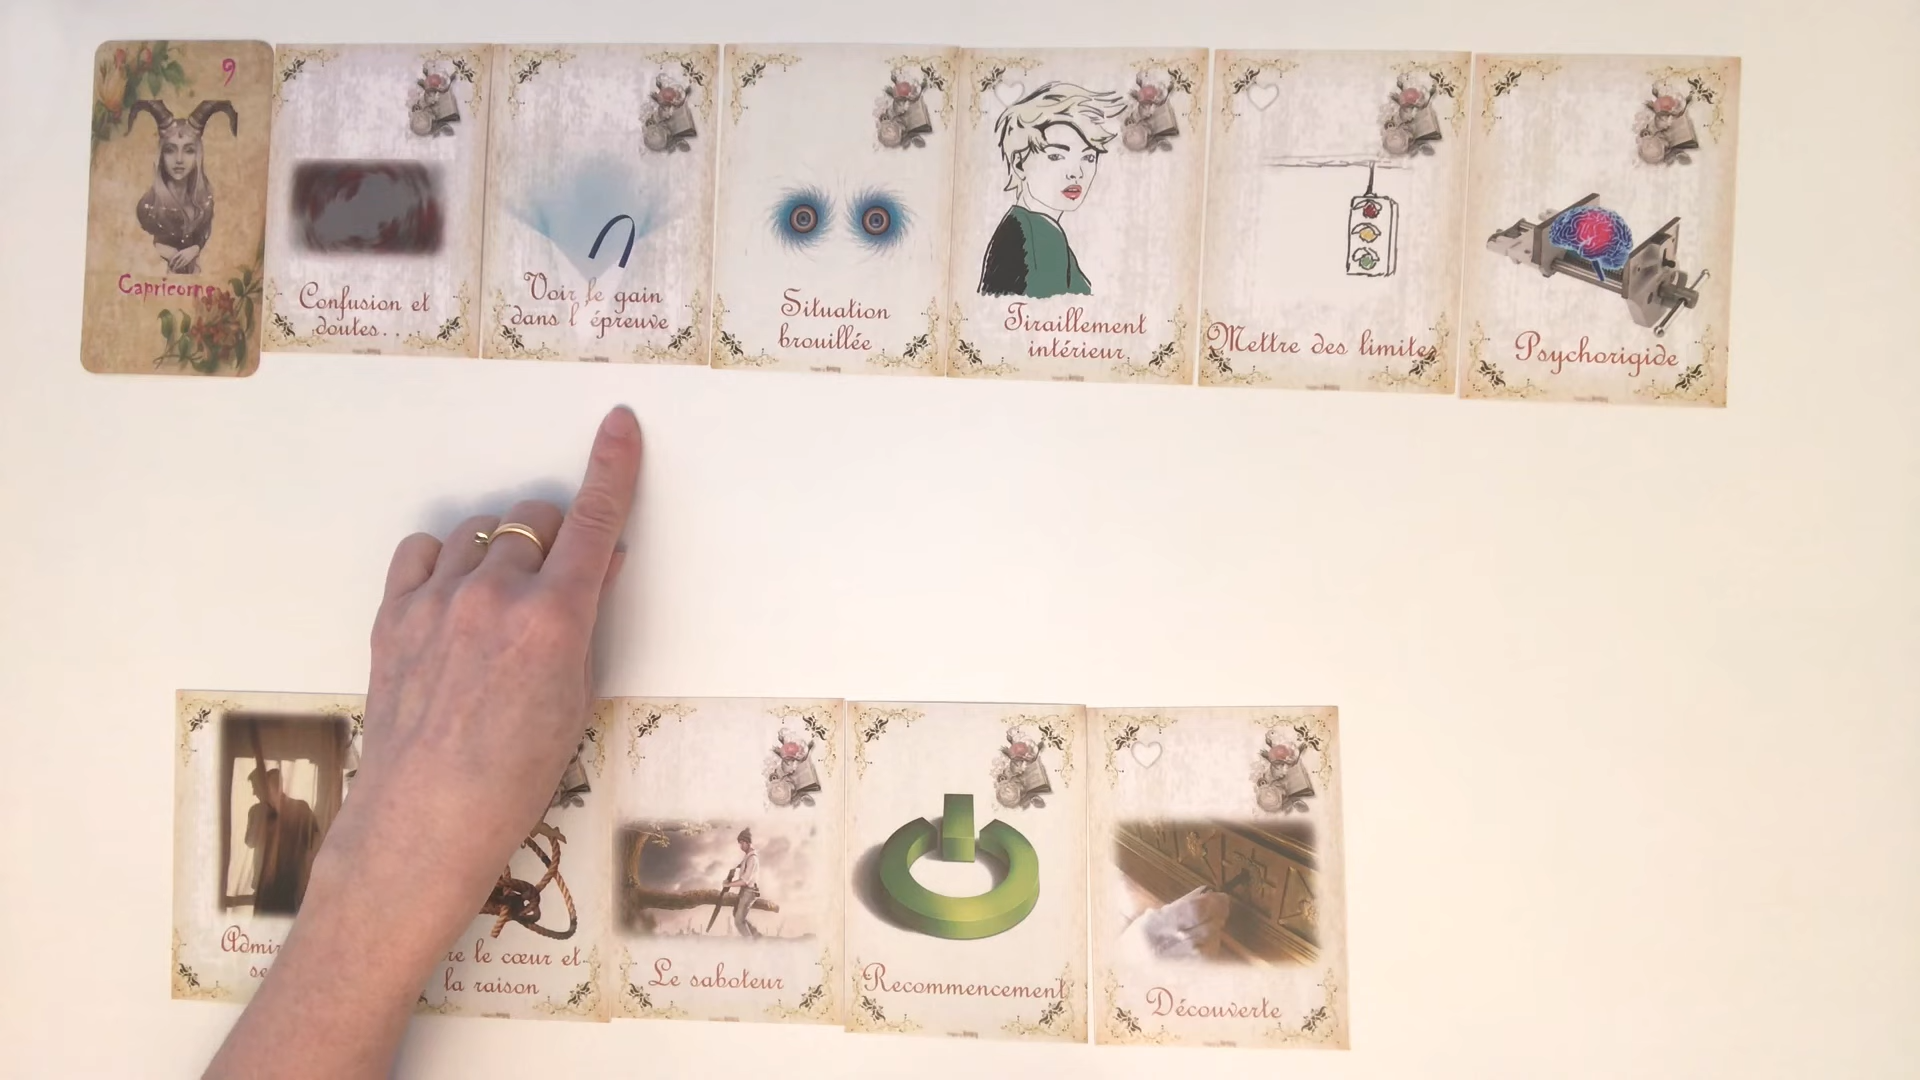 9
Capricorne
Confusion et
doutes...
Voir le gain
dans l'épreuve
Situation
brouillée
Tiraillement
intérieur
Mettre des limites
Psychorigide
le cœur et
la raison
Le saboteur
Recommencement
Découverte